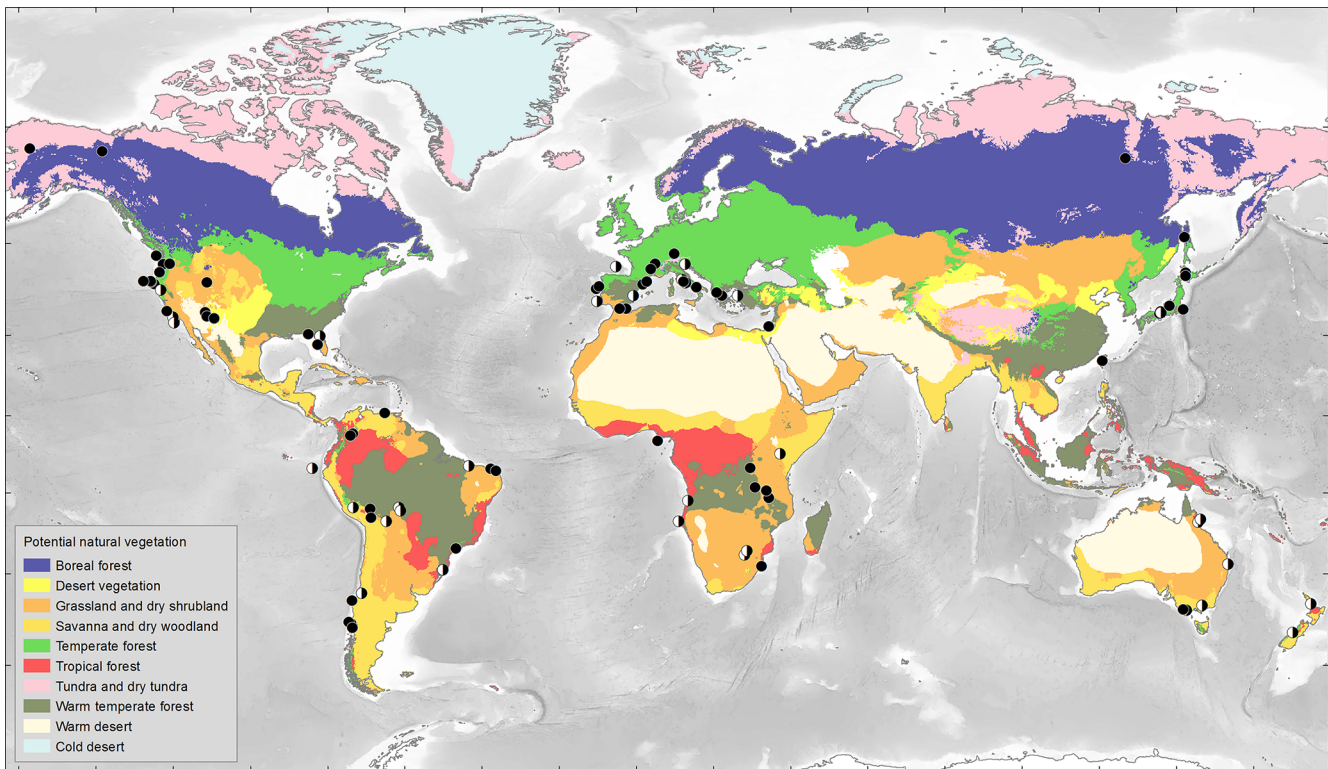 Potential natural vegetation
Boreal forest
Desert vegetation
Grassland and dry shrubland
Savanna and dry woodland
Temperate forest
Tropical forest
Tundra and dry tundra
Warm temperate forest
Warm desert
Cold desert